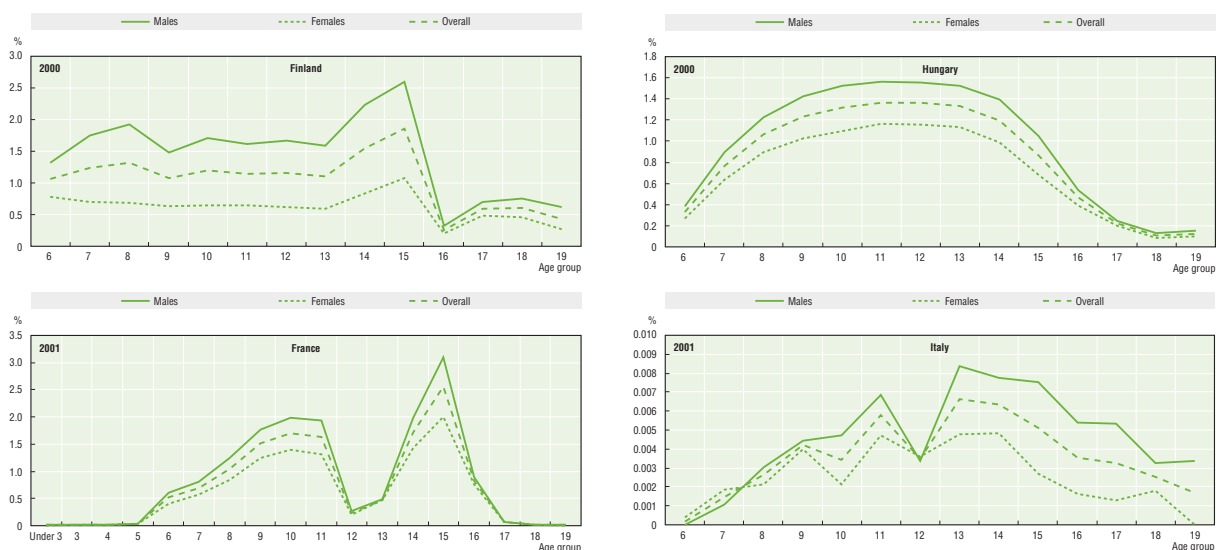 Males Females Overall
%
3.0
2000 Finland
2.5
2.0
1.5
1.0
0.5
0
6 7 8 9 10 11 12 13 14 15 16 17 18 19
Age group
Males Females Overall
%
1.8
2000 Hungary
1.6
1.4
1.2
1.0
0.8
0.6
0.4
0.2
0
6 7 8 9 10 11 12 13 14 15 16 17 18 19
Age group
Males Females Overall
%
3.5
2001 France
3.0
2.5
2.0
1.5
1.0
0.5
0
Under 3 3 4 5 6 7 8 9 10 11 12 13 14 15 16 17 18 19
Age group
Males Females Overall
%
0.010
2001 Italy
0.009
0.008
0.007
0.006
0.005
0.004
0.003
0.002
0.001
0
6 7 8 9 10 11 12 13 14 15 16 17 18 19
Age group